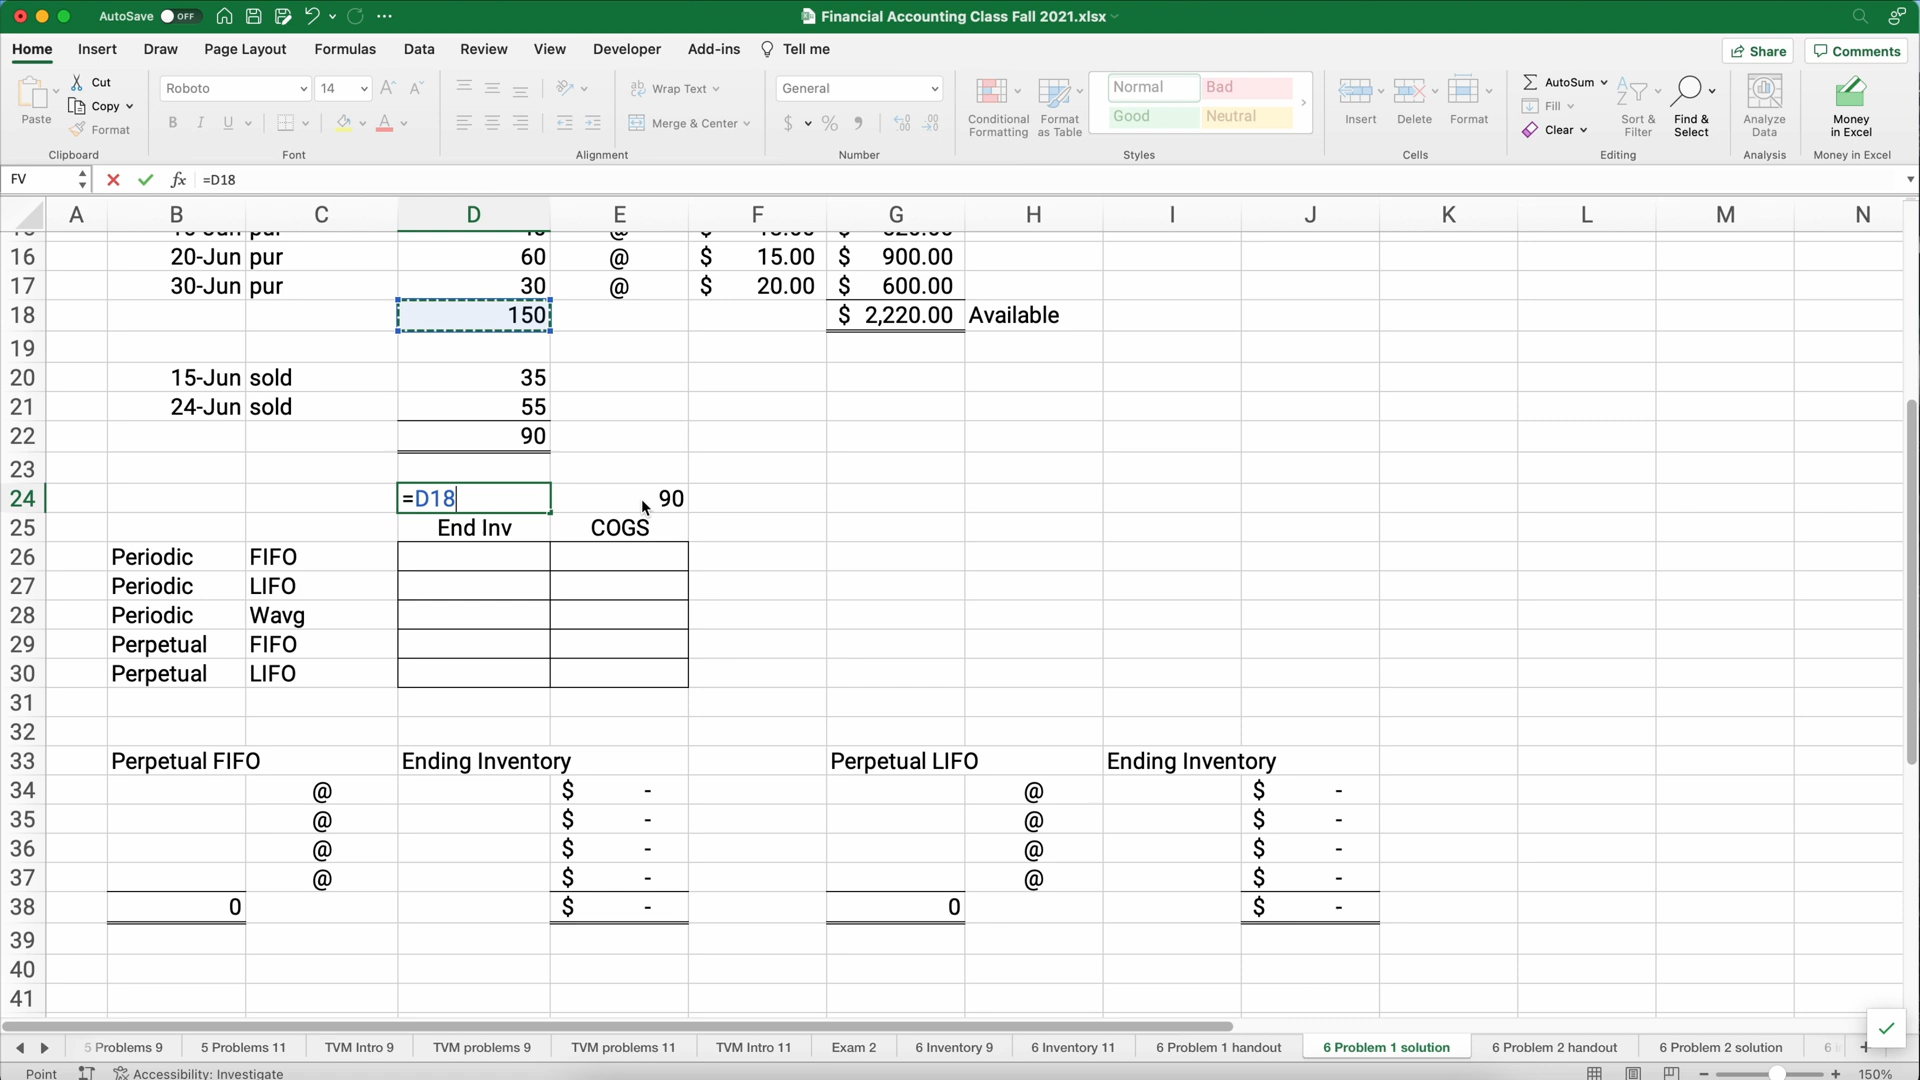 AutoSave OFF
Financial Accounting Class Fall 2021.xlsx
Home Insert Draw Page Layout Formulas Data Review View Developer Add-ins Tell me Share Comments
Paste Cut Copy Format
Roboto 14
B I U A
Wrap Text
Merge & Center
General
$ %
Conditional Formatting
Format as Table
Normal Bad
Good Neutral
Insert Delete Format
AutoSum
Fill
Clear
Sort & Filter
Find & Select
Analyze Data
Money in Excel
Clipboard Font Alignment Number Styles Cells Editing Analysis Money in Excel
FV fx =D18
A B C D E F G H I J K L M N
16 20-Jun pur 60 @ $ 15.00 $ 900.00
17 30-Jun pur 30 @ $ 20.00 $ 600.00
18 150 $ 2,220.00 Available
19
20 15-Jun sold 35
21 24-Jun sold 55
22 90
23
24 =D18 90
25 End Inv COGS
26 Periodic FIFO
27 Periodic LIFO
28 Periodic Wavg
29 Perpetual FIFO
30 Perpetual LIFO
31
32
33 Perpetual FIFO Ending Inventory Perpetual LIFO Ending Inventory
34 @ $ - @ $ -
35 @ $ - @ $ -
36 @ $ - @ $ -
37 @ $ - @ $ -
38 0 $ - 0 $ -
39
40
41
5 Problems 9 5 Problems 11 TVM Intro 9 TVM problems 9 TVM problems 11 TVM Intro 11 Exam 2 6 Inventory 9 6 Inventory 11 6 Problem 1 handout 6 Problem 1 solution 6 Problem 2 handout 6 Problem 2 solution 6
Point Accessibility: Investigate 150%